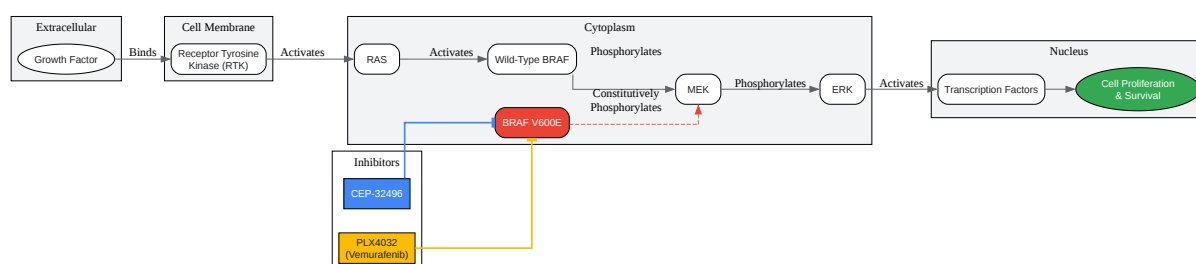 Extracellular
Growth Factor
Binds
Cell Membrane
Receptor Tyrosine
Kinase (RTK)
Activates
Cytoplasm
RAS
Activates
Wild-Type BRAF
Phosphorylates
Constitutively
Phosphorylates
BRAF V600E
MEK
Phosphorylates
ERK
Activates
Nucleus
Transcription Factors
Cell Proliferation
& Survival
Inhibitors
CEP-32496
PLX4032
(Vemurafenib)